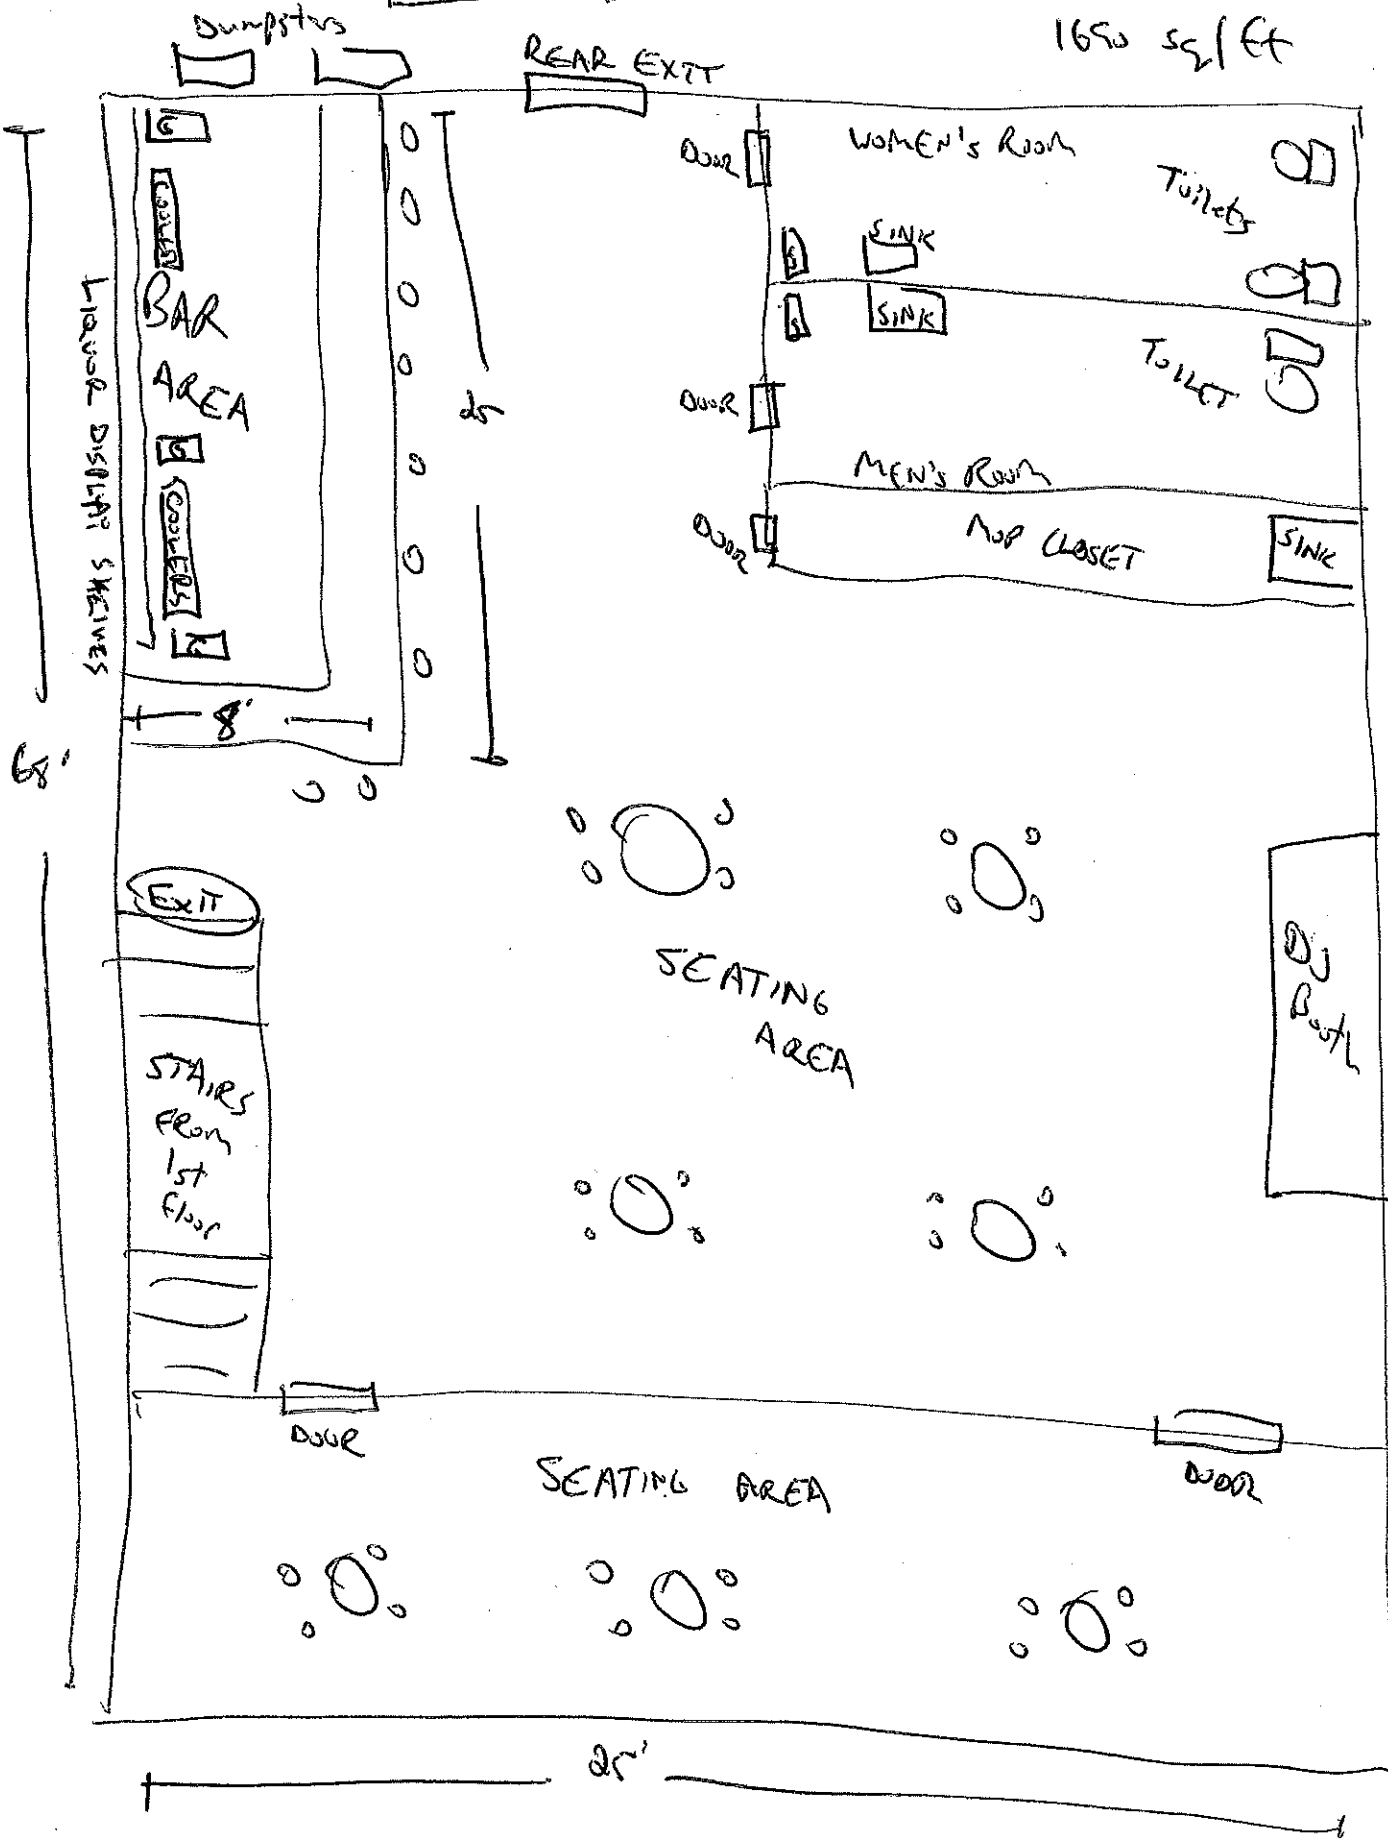 Dumpsters
REAR EXIT
1690 sq/ft
DOOR
WOMEN'S ROOM
Toilets
S
SINK
S
SINK
COOLERS
BAR
AREA
LIQUOR DISPLAY SHELVES
25
TOILET
DOOR
MEN'S ROOM
DOOR
MOP CLOSET
SINK
COOLERS
8'
68'
EXIT
SEATING
AREA
DJ
Booth
STAIRS
FROM
1st
floor
DOOR
SEATING AREA
DOOR
25'